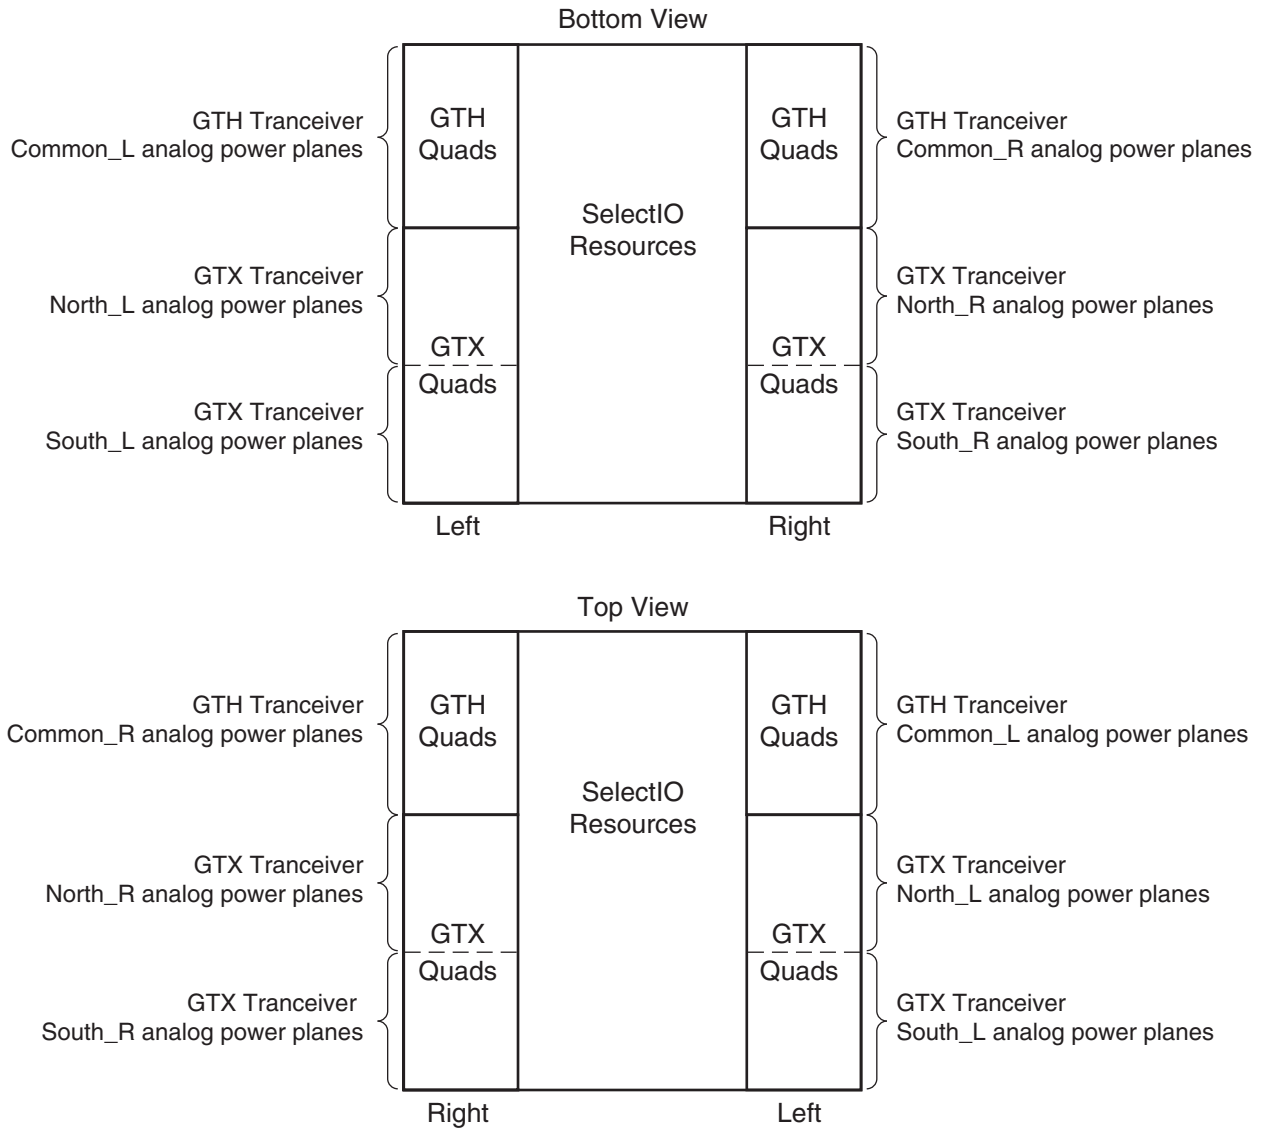 Bottom View
GTH Tranceiver
Common_L analog power planes
GTH
Quads
GTH
Quads
GTH Tranceiver
Common_R analog power planes
SelectIO
Resources
GTX Tranceiver
North_L analog power planes
GTX Tranceiver
North_R analog power planes
GTX
Quads
GTX
Quads
GTX Tranceiver
South_L analog power planes
GTX Tranceiver
South_R analog power planes
Left
Right
Top View
GTH Tranceiver
Common_R analog power planes
GTH
Quads
GTH
Quads
GTH Tranceiver
Common_L analog power planes
SelectIO
Resources
GTX Tranceiver
North_R analog power planes
GTX Tranceiver
North_L analog power planes
GTX
Quads
GTX
Quads
GTX Tranceiver
South_R analog power planes
GTX Tranceiver
South_L analog power planes
Right
Left